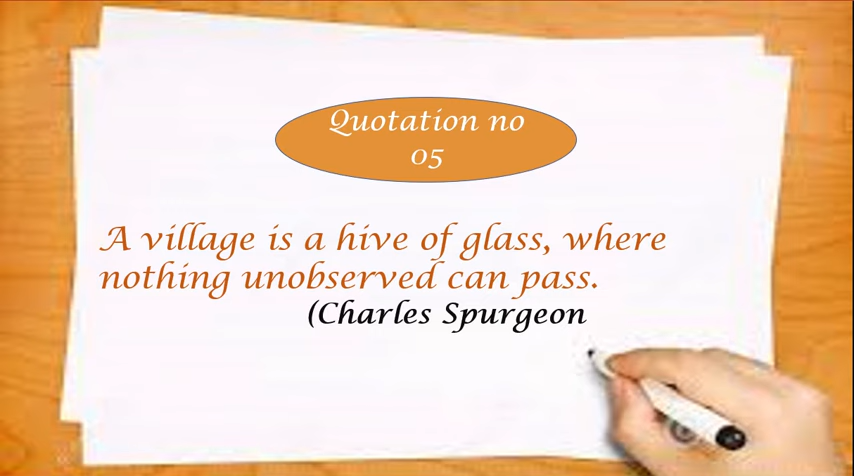 Quotation no
05
A village is a hive of glass, where
nothing unobserved can pass.
(Charles Spurgeon